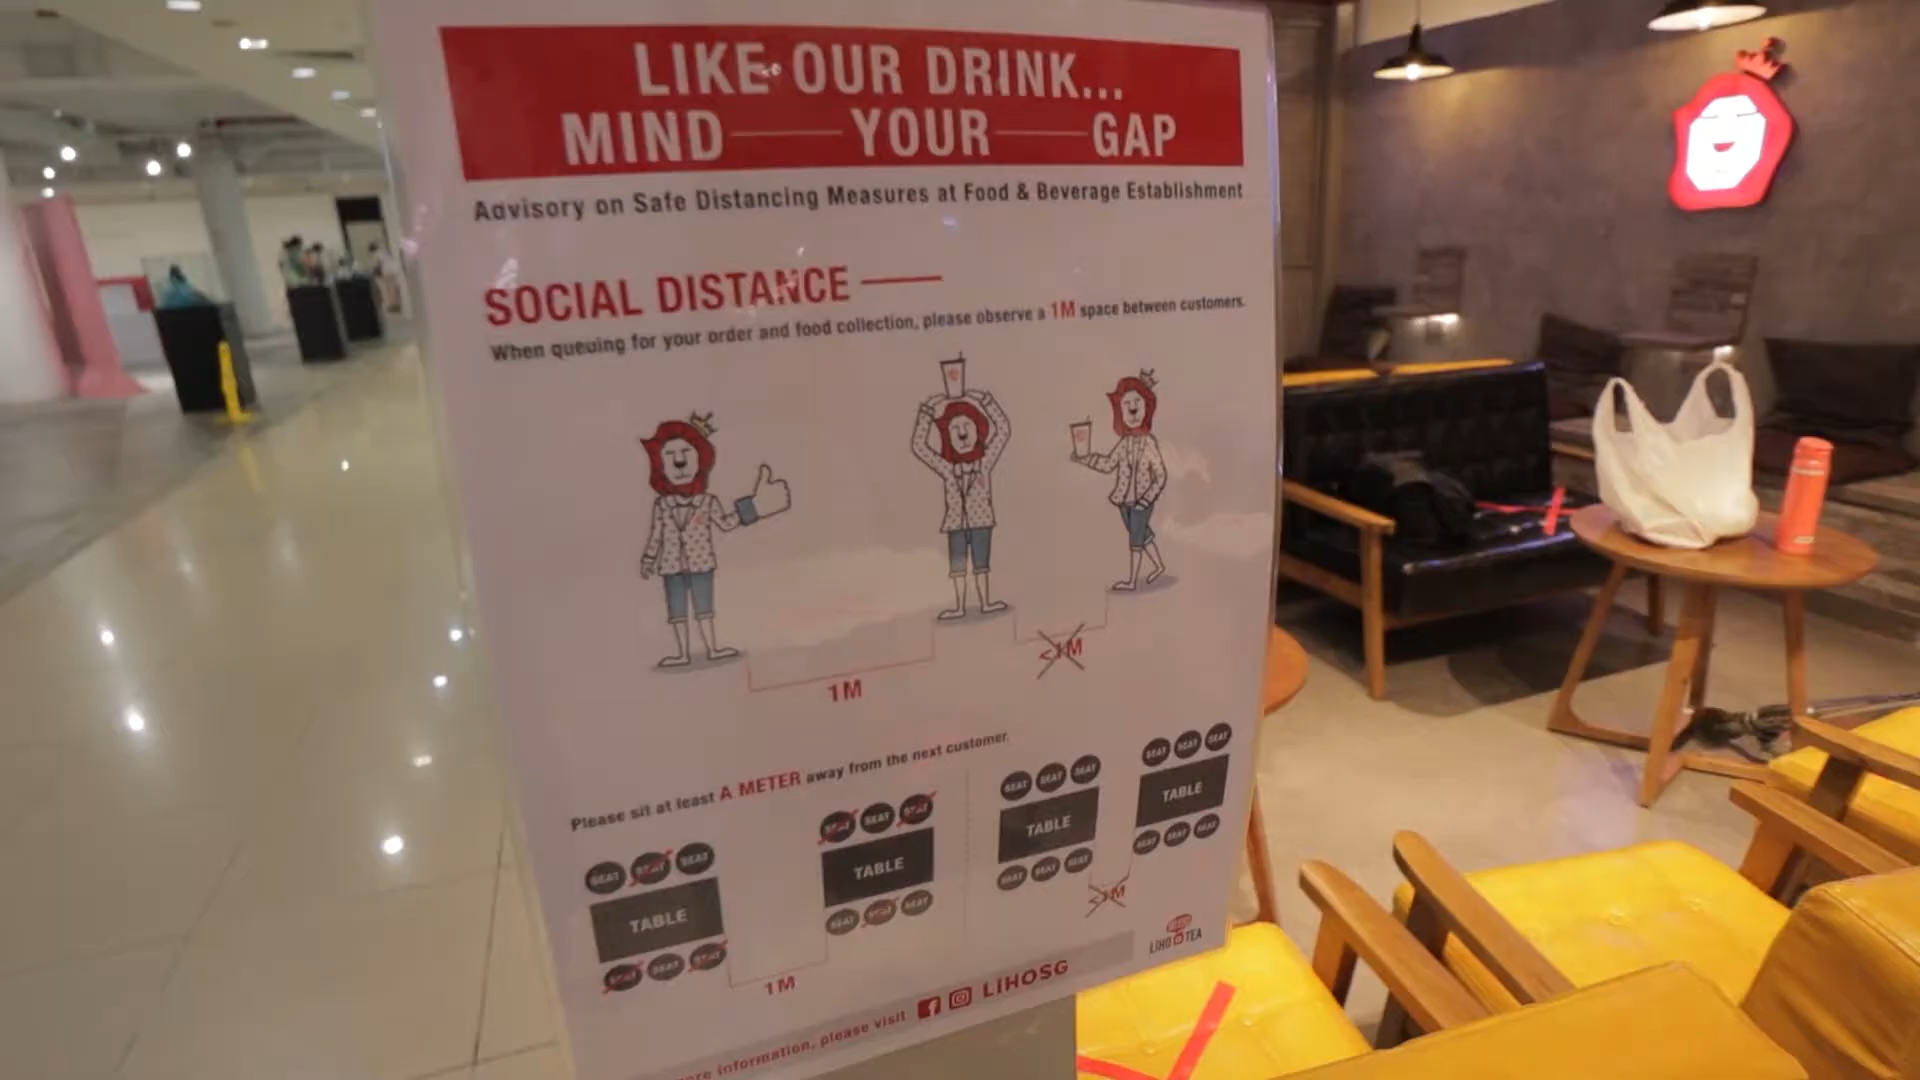 LIKE OUR DRINK...
MIND YOUR GAP
Advisory on Safe Distancing Measures at Food & Beverage Establishment
SOCIAL DISTANCE
When queuing for your order and food collection, please observe a 1M space between customers.
1M
<1M
Please sit at least A METER away from the next customer.
SEAT SEAT SEAT
TABLE
SEAT SEAT SEAT
1M
SEAT SEAT SEAT
TABLE
SEAT SEAT SEAT
SEAT SEAT SEAT
TABLE
SEAT SEAT SEAT
<1M
SEAT SEAT SEAT
TABLE
SEAT SEAT SEAT
LIHO TEA
information, please visit LIHOSG